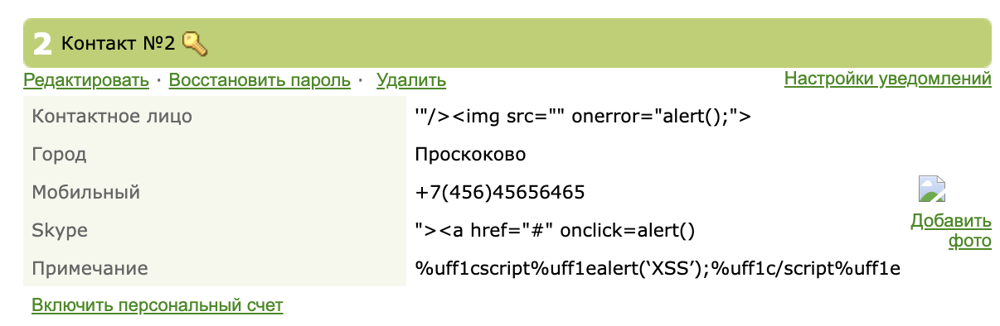 2 Контакт №2
Редактировать · Восстановить пароль · Удалить Настройки уведомлений
Контактное лицо '"/><img src="" onerror="alert();">
Город Проскоково
Мобильный +7(456)45656465
Skype "><a href="#" onclick=alert()
Добавить
фото
Примечание %uff1cscript%uff1ealert(‘XSS’);%uff1c/script%uff1e
Включить персональный счет